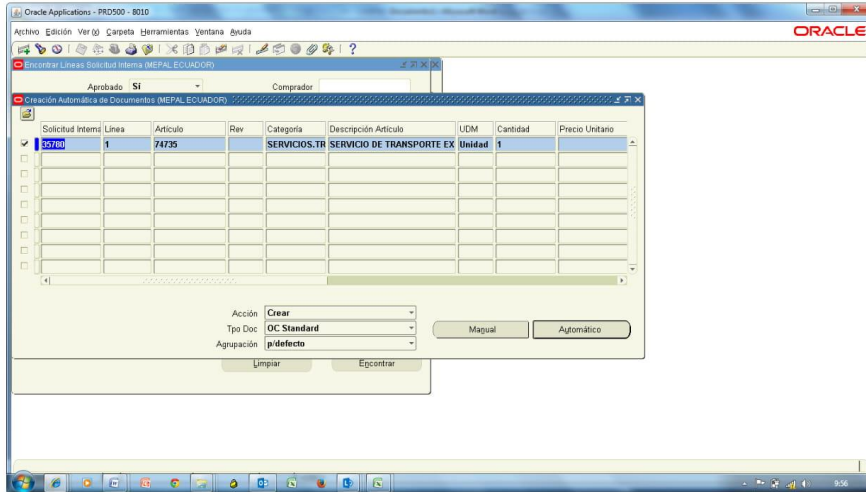 Oracle Applications - PRD500 - 8010
Archivo Edición Ver (y) Carpeta Herramientas Ventana Ayuda
ORACLE
Encontrar Líneas Solicitud Interna (MEPAL ECUADOR)
Aprobado Sí Comprador
Creación Automática de Documentos (MEPAL ECUADOR)
Solicitud Interna Línea Artículo Rev Categoría Descripción Artículo UDM Cantidad Precio Unitario
35780 1 74735 SERVICIOS.TR SERVICIO DE TRANSPORTE EX Unidad 1
Acción Crear
Tpo Doc OC Standard
Agrupación p/defecto
Manual Automático
Limpiar Encontrar
9:56